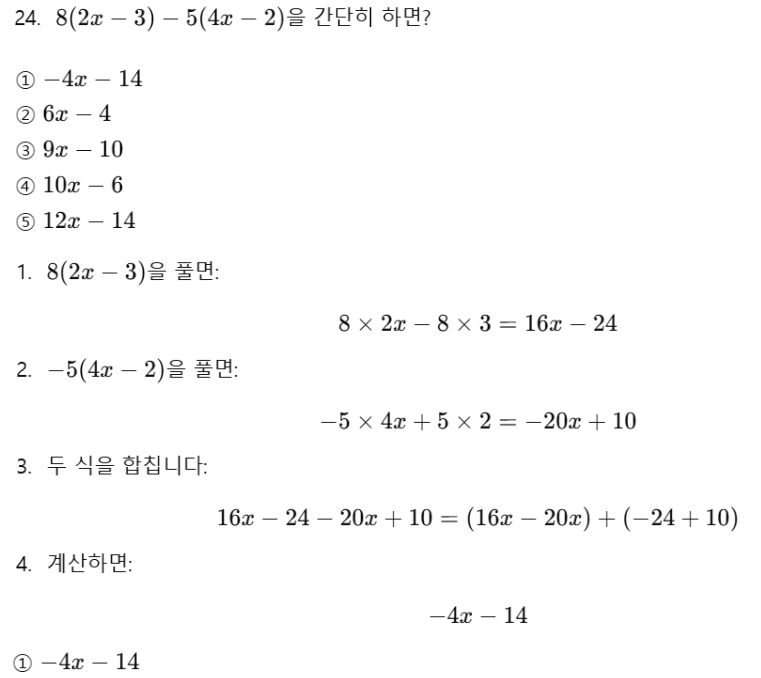 24. 8(2x − 3) − 5(4x − 2)을 간단히 하면?
① −4x − 14
② 6x − 4
③ 9x − 10
④ 10x − 6
⑤ 12x − 14
1. 8(2x − 3)을 풀면:
8 × 2x − 8 × 3 = 16x − 24
2. −5(4x − 2)을 풀면:
−5 × 4x + 5 × 2 = −20x + 10
3. 두 식을 합칩니다:
16x − 24 − 20x + 10 = (16x − 20x) + (−24 + 10)
4. 계산하면:
−4x − 14
① −4x − 14